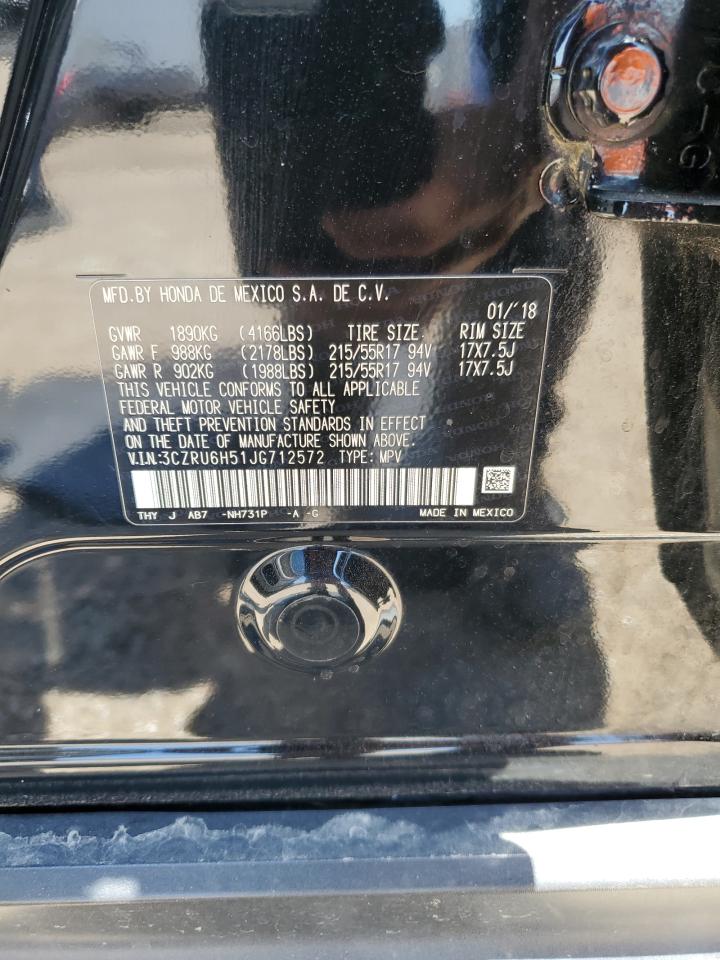 MFD.BY HONDA DE MEXICO S.A. DE C.V.
01/'18
GVWR 1890KG (4166LBS) TIRE SIZE. RIM SIZE
GAWR F 988KG (2178LBS) 215/55R17 94V 17X7.5J
GAWR R 902KG (1988LBS) 215/55R17 94V 17X7.5J
THIS VEHICLE CONFORMS TO ALL APPLICABLE
FEDERAL MOTOR VEHICLE SAFETY
AND THEFT PREVENTION STANDARDS IN EFFECT
ON THE DATE OF MANUFACTURE SHOWN ABOVE.
V.I.N:3CZRU6H51JG712572 TYPE: MPV
THY J AB7 -NH731P -A -G MADE IN MEXICO